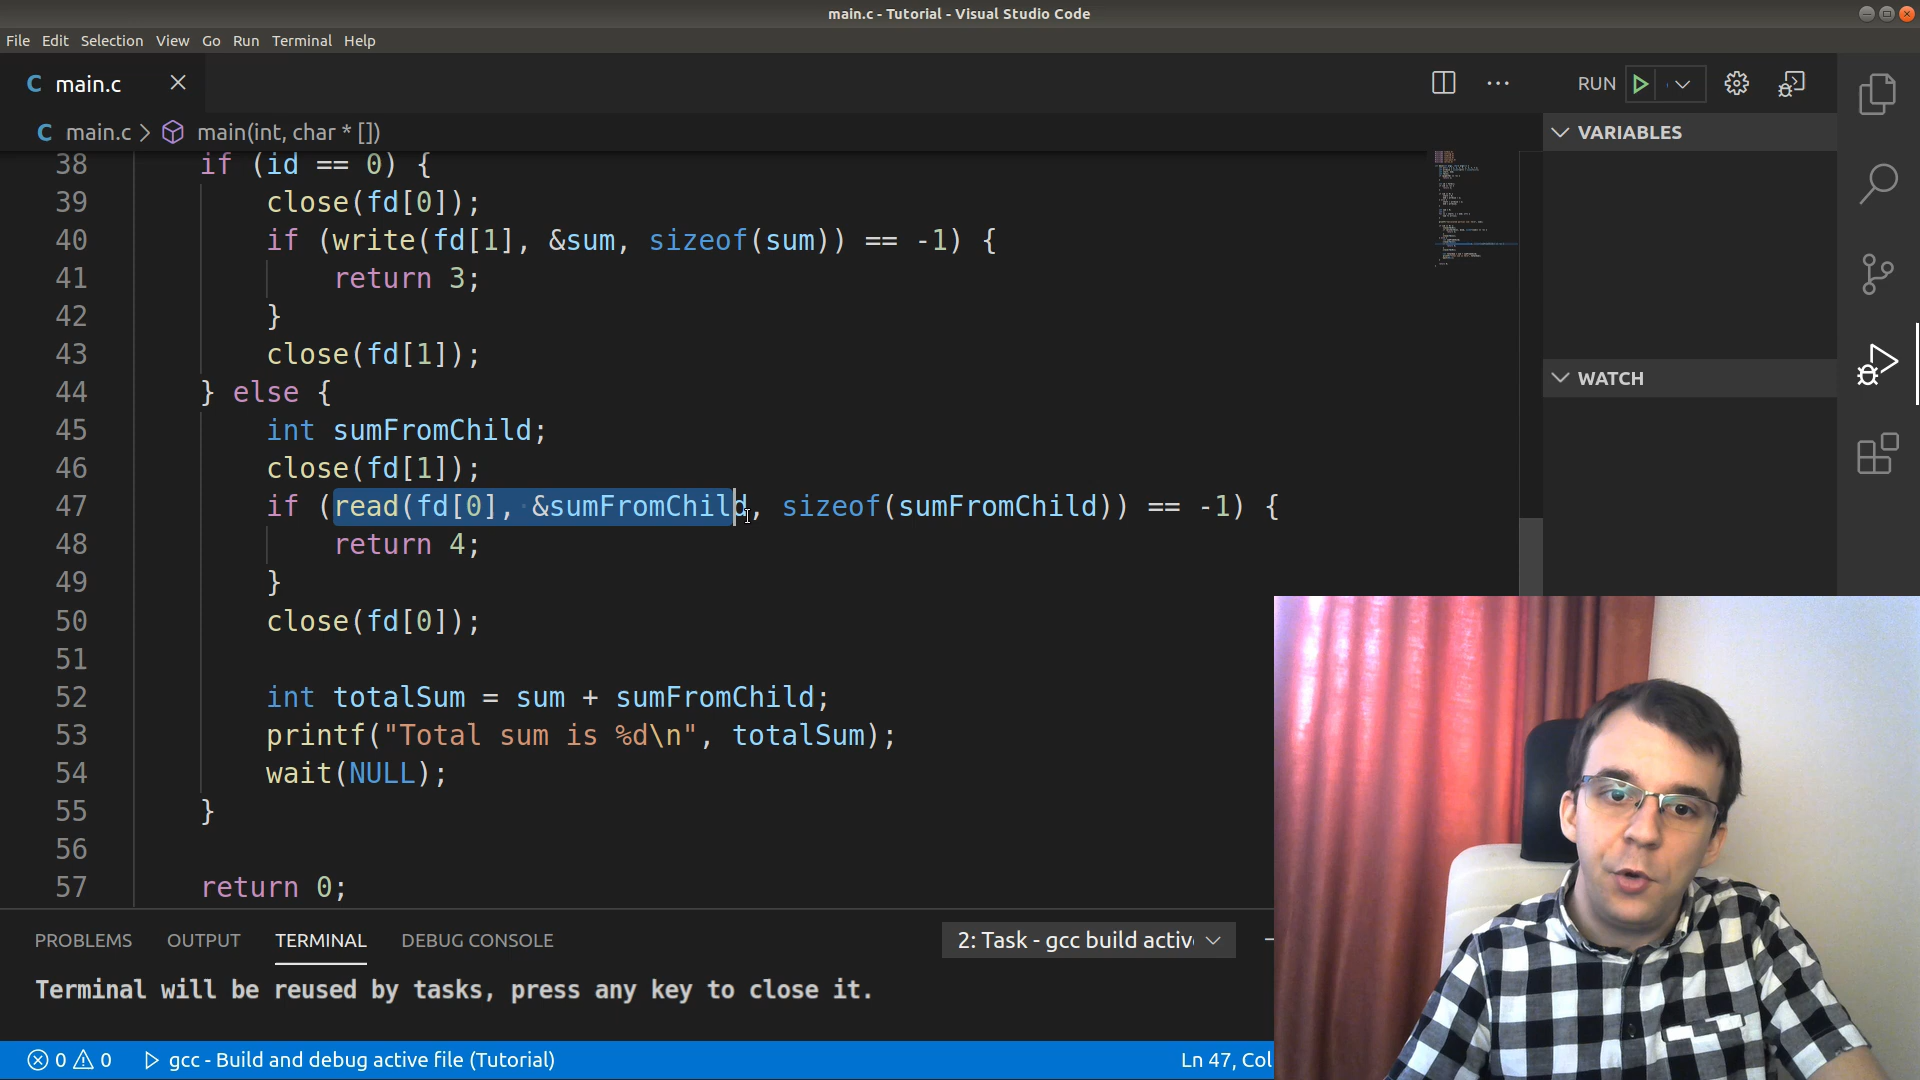 main.c - Tutorial - Visual Studio Code
File Edit Selection View Go Run Terminal Help
C main.c
RUN
C main.c > main(int, char * [])
VARIABLES
38 if (id == 0) {
39 close(fd[0]);
40 if (write(fd[1], &sum, sizeof(sum)) == -1) {
41 return 3;
42 }
43 close(fd[1]);
44 } else {
WATCH
45 int sumFromChild;
46 close(fd[1]);
47 if (read(fd[0], &sumFromChild, sizeof(sumFromChild)) == -1) {
48 return 4;
49 }
50 close(fd[0]);
51
52 int totalSum = sum + sumFromChild;
53 printf("Total sum is %d\n", totalSum);
54 wait(NULL);
55 }
56
57 return 0;
PROBLEMS OUTPUT TERMINAL DEBUG CONSOLE 2: Task - gcc build activ
Terminal will be reused by tasks, press any key to close it.
0 0 gcc - Build and debug active file (Tutorial) Ln 47, Col